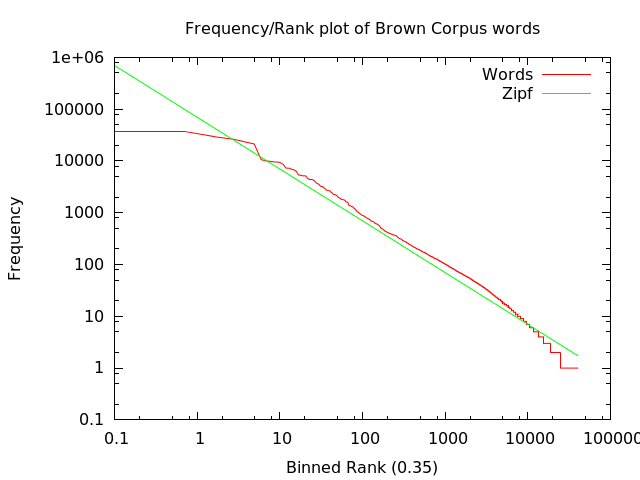 Frequency/Rank plot of Brown Corpus words
1e+06
100000
10000
1000
100
10
1
0.1
Frequency
Words
Zipf
0.1 1 10 100 1000 10000 100000
Binned Rank (0.35)